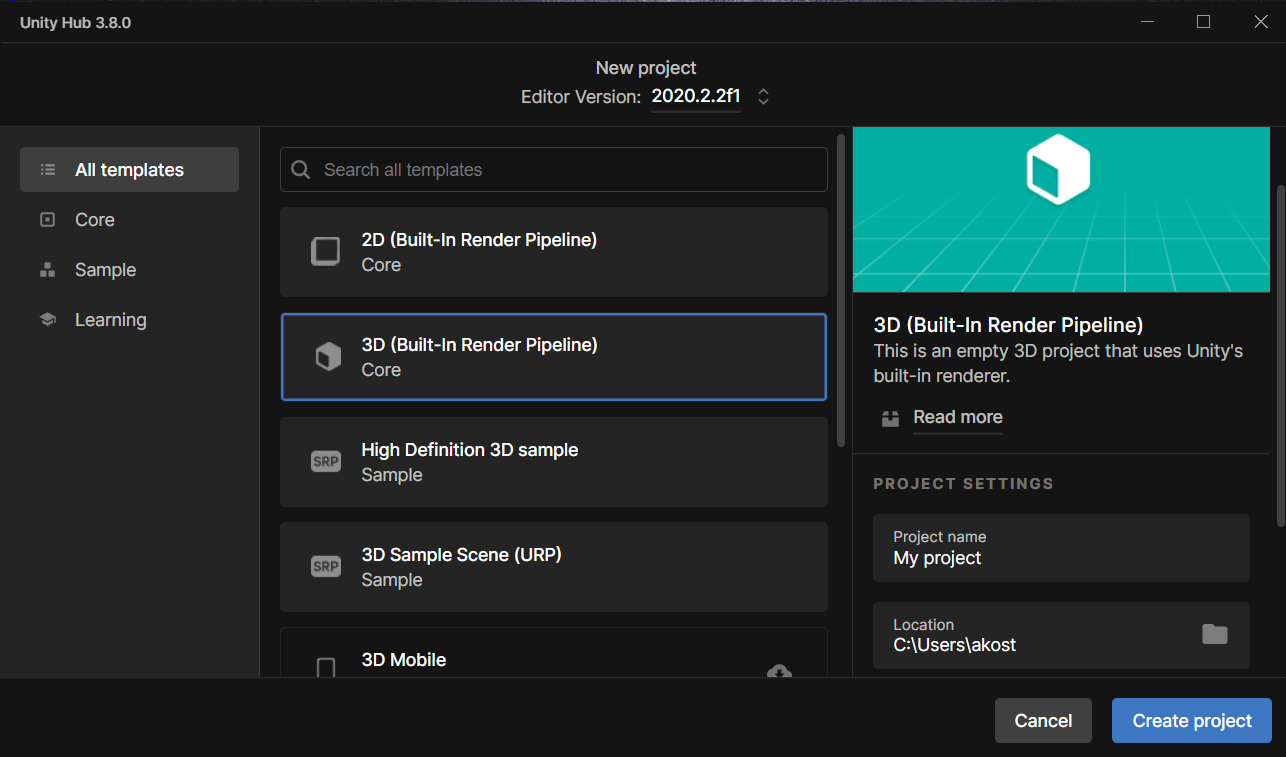 Unity Hub 3.8.0
New project
Editor Version: 2020.2.2f1
All templates
Core
Sample
Learning
Search all templates
2D (Built-In Render Pipeline)
Core
3D (Built-In Render Pipeline)
Core
SRP
High Definition 3D sample
Sample
SRP
3D Sample Scene (URP)
Sample
3D Mobile
3D (Built-In Render Pipeline)
This is an empty 3D project that uses Unity's
built-in renderer.
Read more
PROJECT SETTINGS
Project name
My project
Location
C:\Users\akost
Cancel
Create project